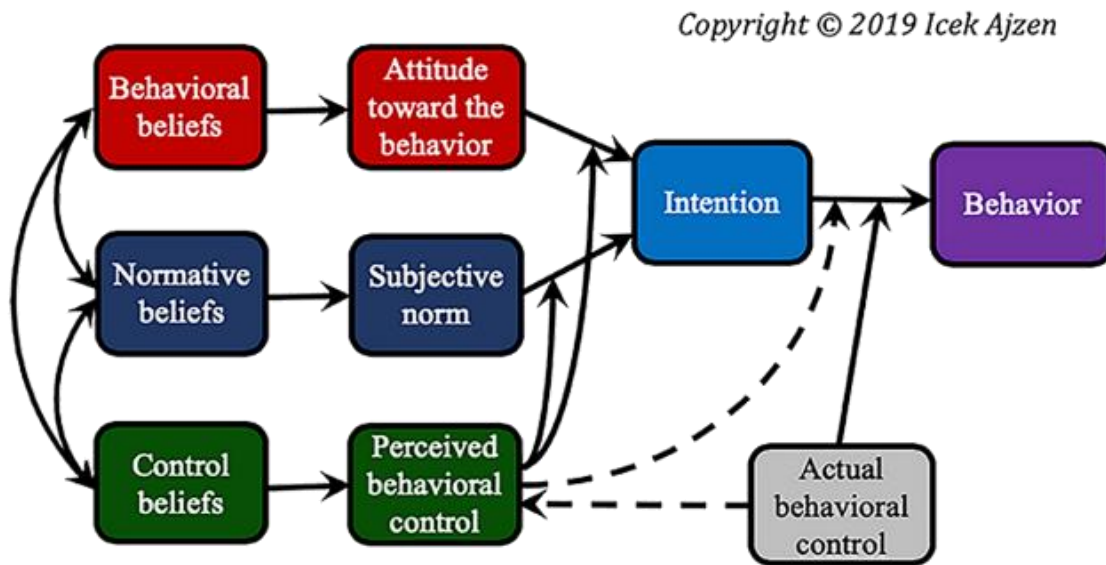 Copyright © 2019 Icek Ajzen
Behavioral
beliefs
Attitude
toward the
behavior
Intention
Behavior
Normative
beliefs
Subjective
norm
Control
beliefs
Perceived
behavioral
control
Actual
behavioral
control